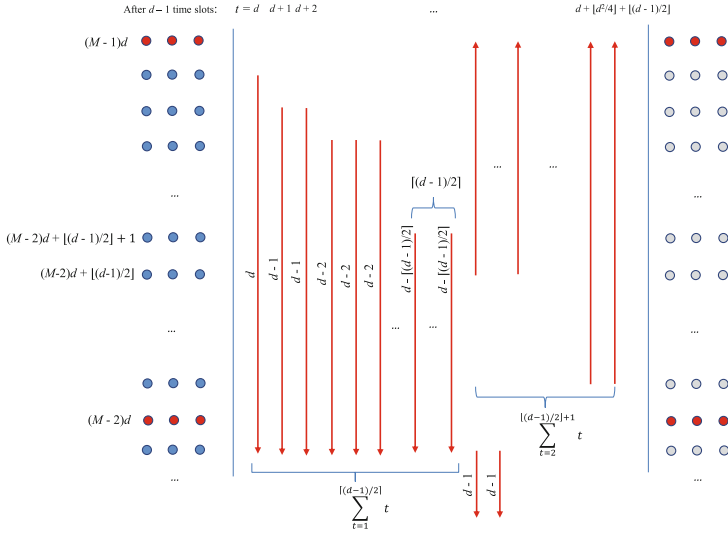 After d – 1 time slots: t = d d + 1 d + 2 ... d + ⌊d²/4⌋ + ⌊(d - 1)/2⌋
(M - 1)d
... ... ...
⌈(d - 1)/2⌉
(M - 2)d + ⌊(d - 1)/2⌋ + 1
(M-2)d + ⌊(d-1)/2⌋
d
d - 1
d - 1
d - 2
d - 2
d - 2
d - ⌈(d - 1)/2⌉
d - ⌈(d - 1)/2⌉
... ... ... ...
(M - 2)d
⌈(d−1)/2⌉+1
∑ t
t=2
... ...
d - 1
d - 1
⌈(d−1)/2⌉
∑ t
t=1